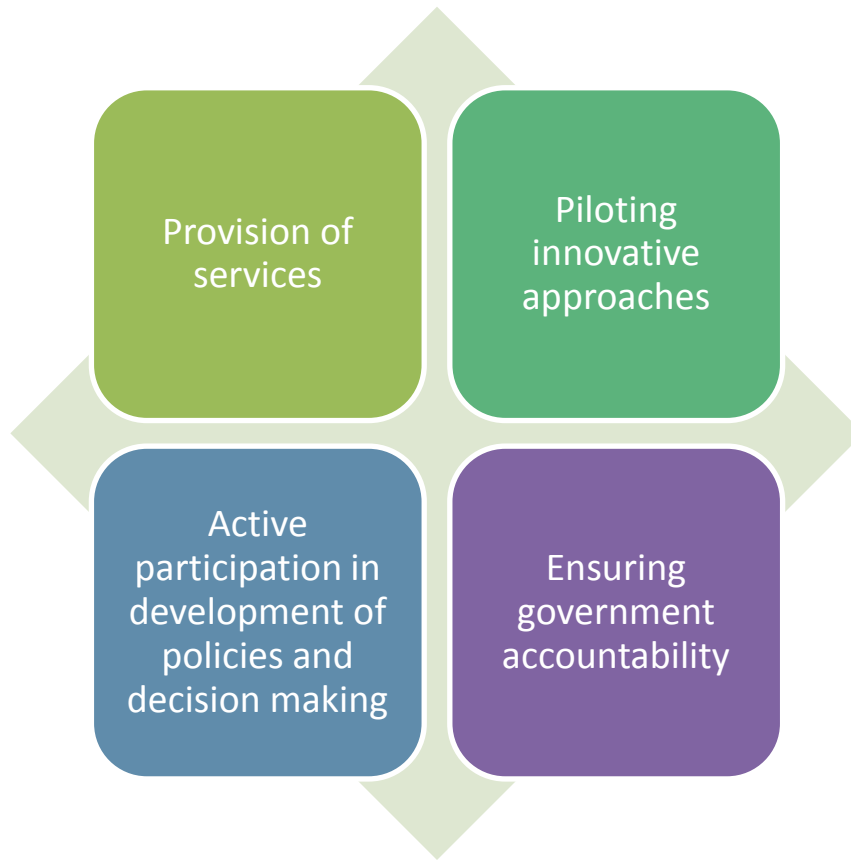 Provision of
services
Piloting
innovative
approaches
Active
participation in
development of
policies and
decision making
Ensuring
government
accountability